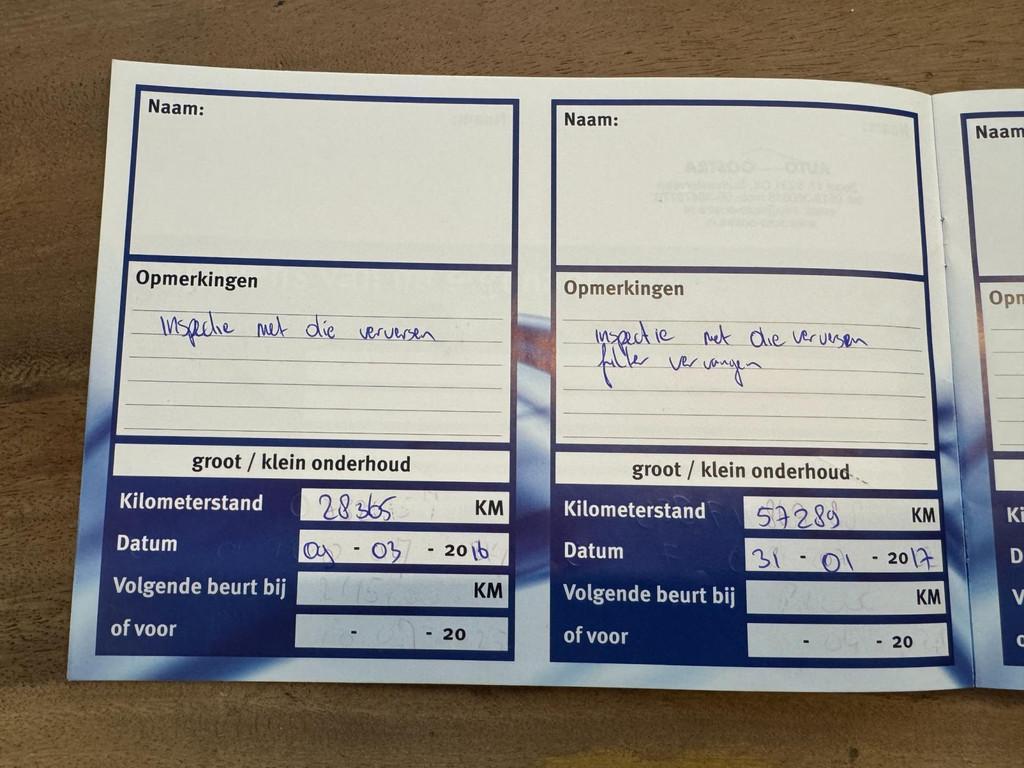 Naam:
Opmerkingen
Inspectie met olie verversen
groot / klein onderhoud
Kilometerstand 28365 KM
Datum 09 - 03 - 2016
Volgende beurt bij KM
of voor - - 20
Naam:
Opmerkingen
inspectie met olie verversen
filter vervangen
groot / klein onderhoud
Kilometerstand 57289 KM
Datum 31 - 01 - 2017
Volgende beurt bij KM
of voor - - 20
Naam